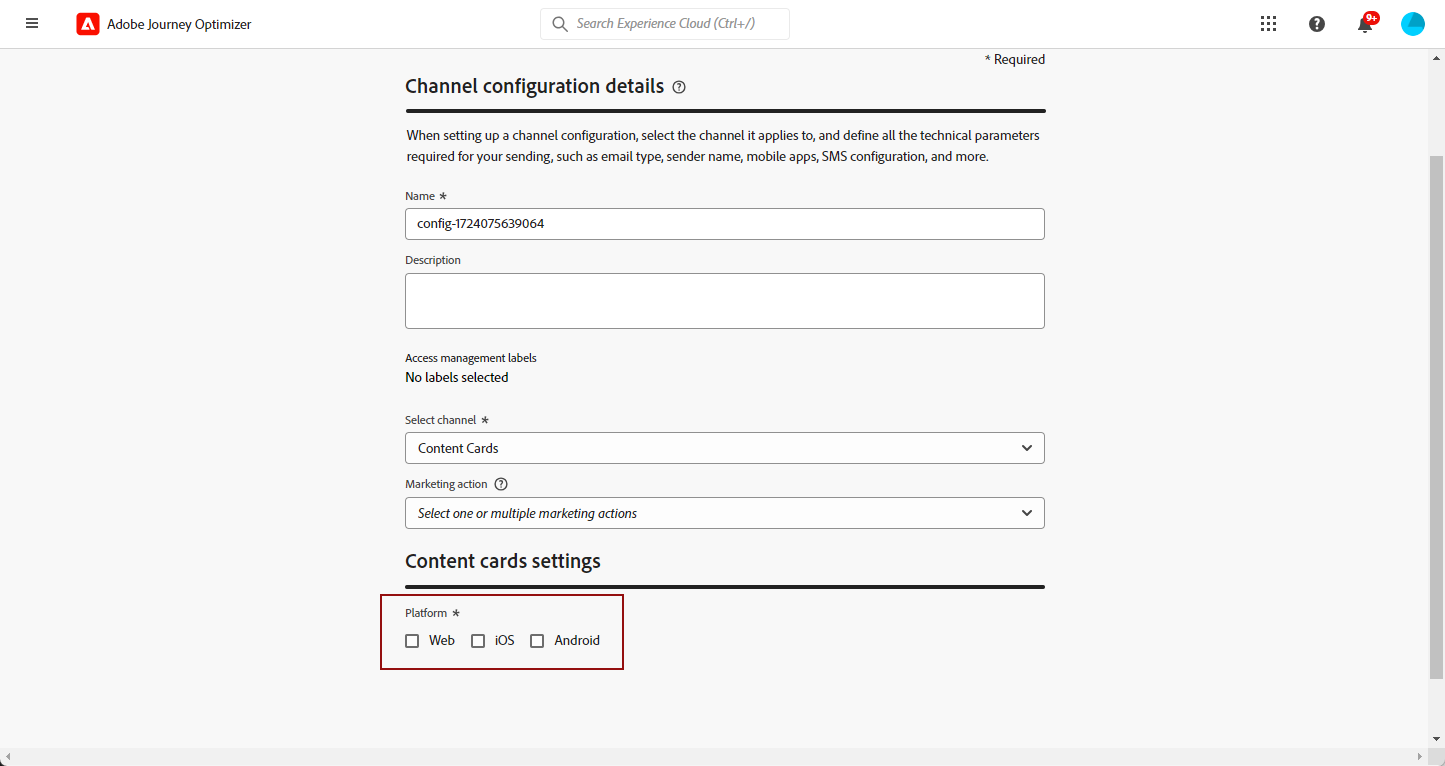 Adobe Journey Optimizer
Search Experience Cloud (Ctrl+/)
9+
* Required
Channel configuration details
When setting up a channel configuration, select the channel it applies to, and define all the technical parameters
required for your sending, such as email type, sender name, mobile apps, SMS configuration, and more.
Name *
config-1724075639064
Description
Access management labels
No labels selected
Select channel *
Content Cards
Marketing action
Select one or multiple marketing actions
Content cards settings
Platform *
Web iOS Android